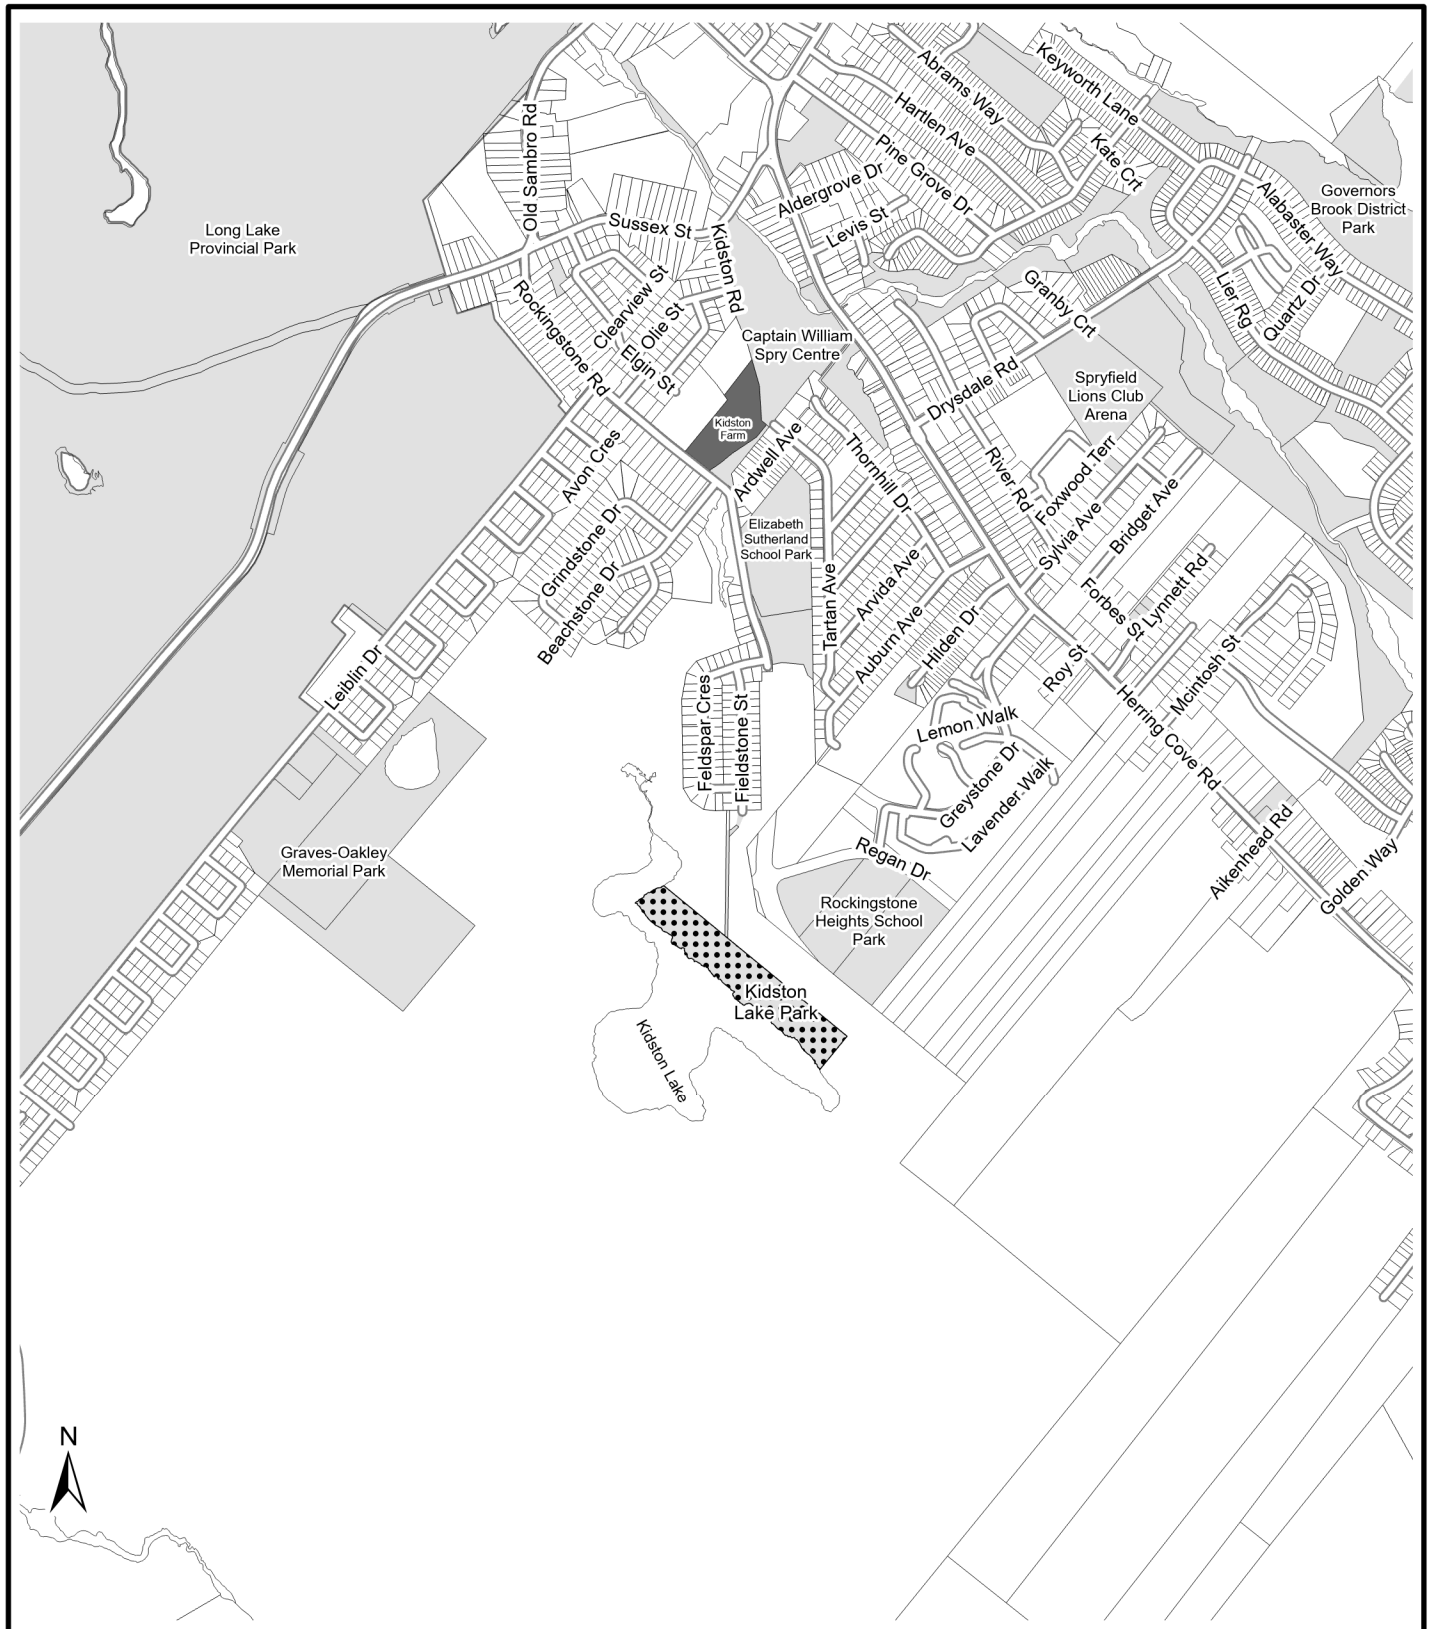 Keyworth Lane
Abrams Way
Hartlen Ave
Old Sambro Rd
Pine Grove Dr
Kate Crt
Aldergrove Dr
Alabaster Way
Governors
Brook District
Park
Levis St
Sussex St
Long Lake
Provincial Park
Kidston Rd
Clearview St
Rockingstone Rd
Olie St
Elgin St
Granby Crt
Lier Rg
Quartz Dr
Captain William
Spry Centre
Drysdale Rd
Spryfield
Lions Club
Arena
Kidston
Farm
Avon Cres
Ardwell Ave
Thornhill Dr
River Rd
Foxwood Terr
Grindstone Dr
Elizabeth
Sutherland
School Park
Sylvia Ave
Bridget Ave
Beachstone Dr
Tartan Ave
Arvida Ave
Auburn Ave
Hilden Dr
Forbes St
Lynnett Rd
Leiblin Dr
Roy St
Mcintosh St
Feldspar Cres
Fieldstone St
Lemon Walk
Herring Cove Rd
Greystone Dr
Lavender Walk
Graves-Oakley
Memorial Park
Regan Dr
Aikenhead Rd
Golden Way
Rockingstone
Heights School
Park
Kidston
Lake Park
Kidston Lake
N